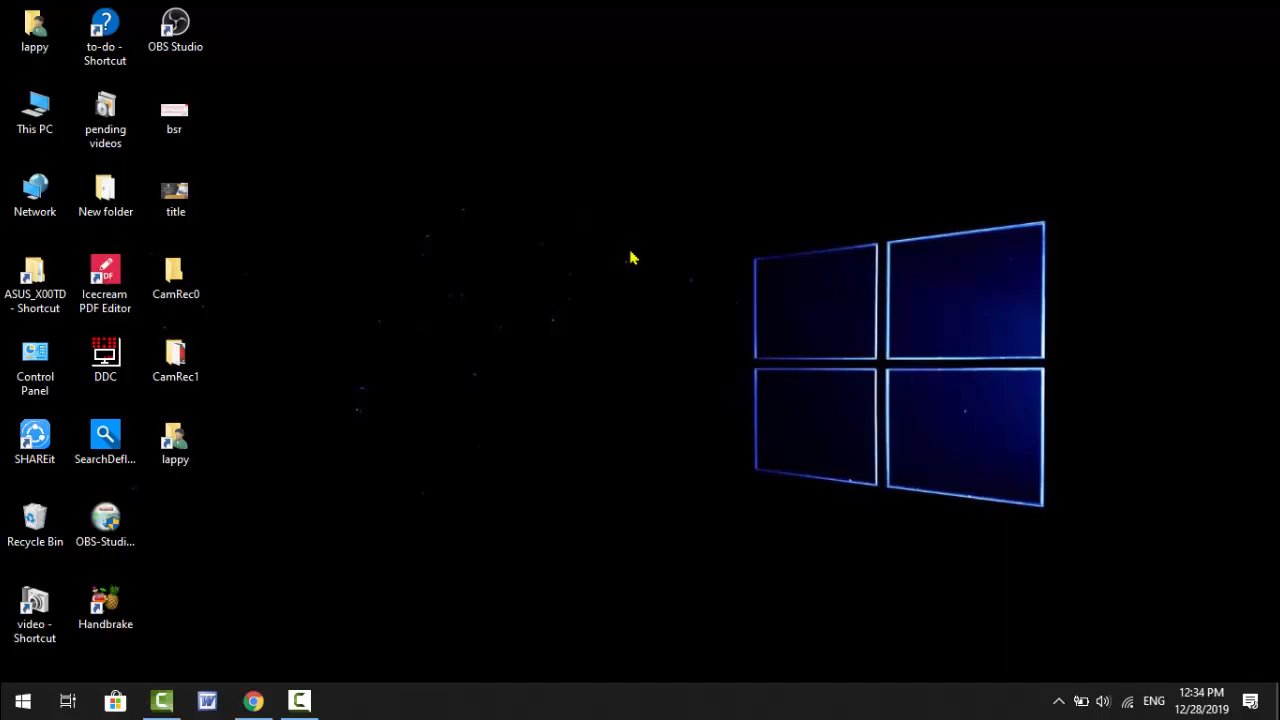 lappy
to-do -
Shortcut
OBS Studio
This PC
pending
videos
bsr
Network
New folder
title
ASUS_X00TD
- Shortcut
Icecream
PDF Editor
CamRec0
Control
Panel
DDC
CamRec1
SHAREit
SearchDefl...
lappy
Recycle Bin
OBS-Studi...
video -
Shortcut
Handbrake
ENG
12:34 PM
12/28/2019